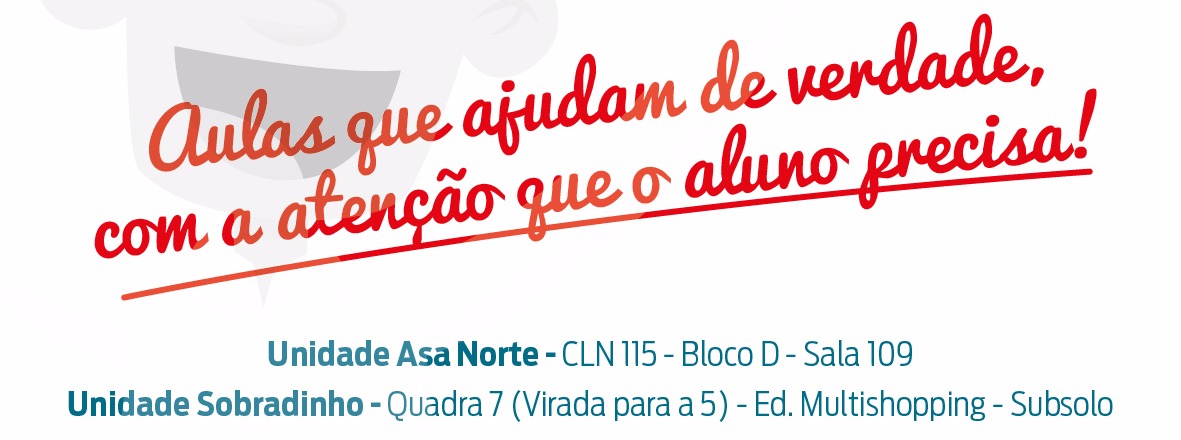 Aulas que ajudam de verdade,
com a atenção que o aluno precisa!
Unidade Asa Norte - CLN 115 - Bloco D - Sala 109
Unidade Sobradinho - Quadra 7 (Virada para a 5) - Ed. Multishopping - Subsolo